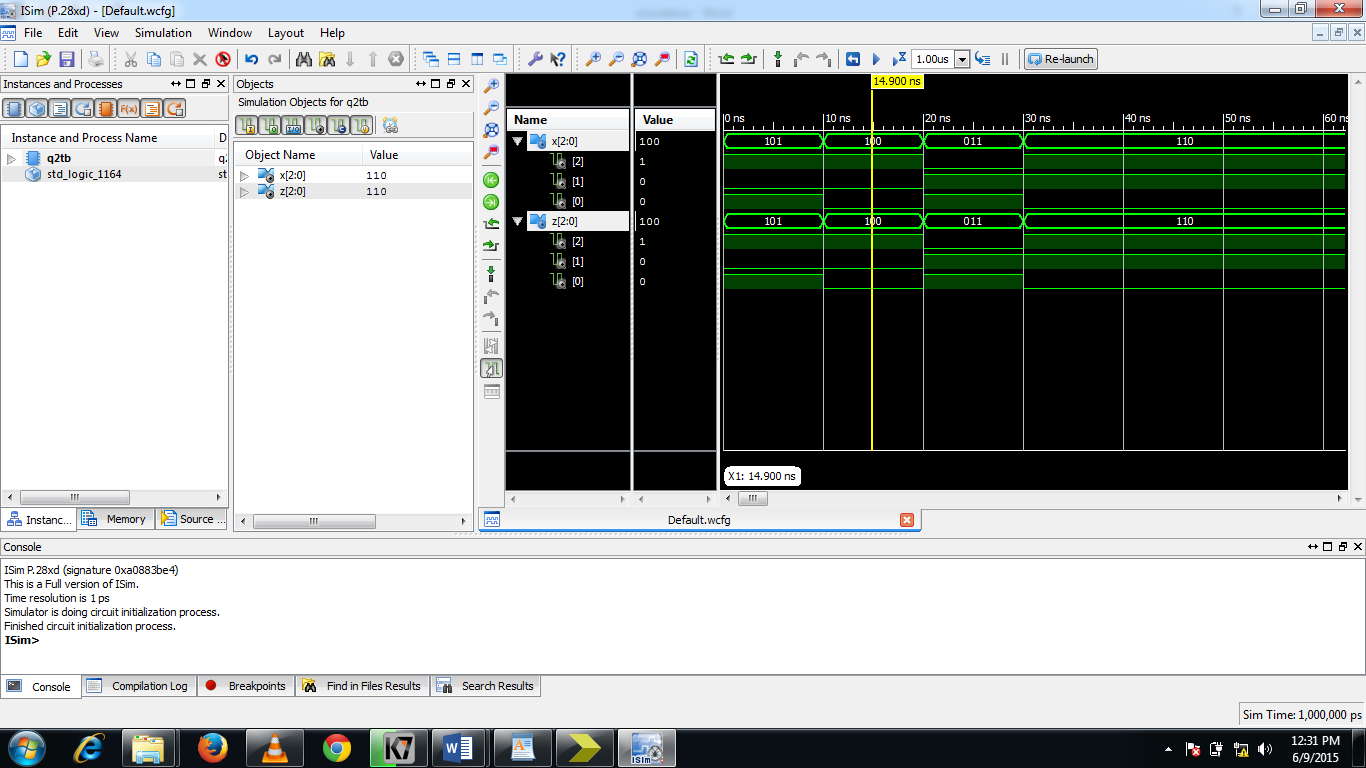 ISim (P.28xd) - [Default.wcfg]
File Edit View Simulation Window Layout Help
1.00us Re-launch
Instances and Processes
Instance and Process Name D
q2tb q2
std_logic_1164 st
Instanc... Memory Source ...
Objects
Simulation Objects for q2tb
Object Name Value
x[2:0] 110
z[2:0] 110
Name Value
x[2:0] 100
[2] 1
[1] 0
[0] 0
z[2:0] 100
[2] 1
[1] 0
[0] 0
14.900 ns
0 ns 10 ns 20 ns 30 ns 40 ns 50 ns 60 ns
101 100 011 110
101 100 011 110
X1: 14.900 ns
Default.wcfg
Console
ISim P.28xd (signature 0xa0883be4)
This is a Full version of ISim.
Time resolution is 1 ps
Simulator is doing circuit initialization process.
Finished circuit initialization process.
ISim>
Console Compilation Log Breakpoints Find in Files Results Search Results
Sim Time: 1,000,000 ps
12:31 PM
6/9/2015